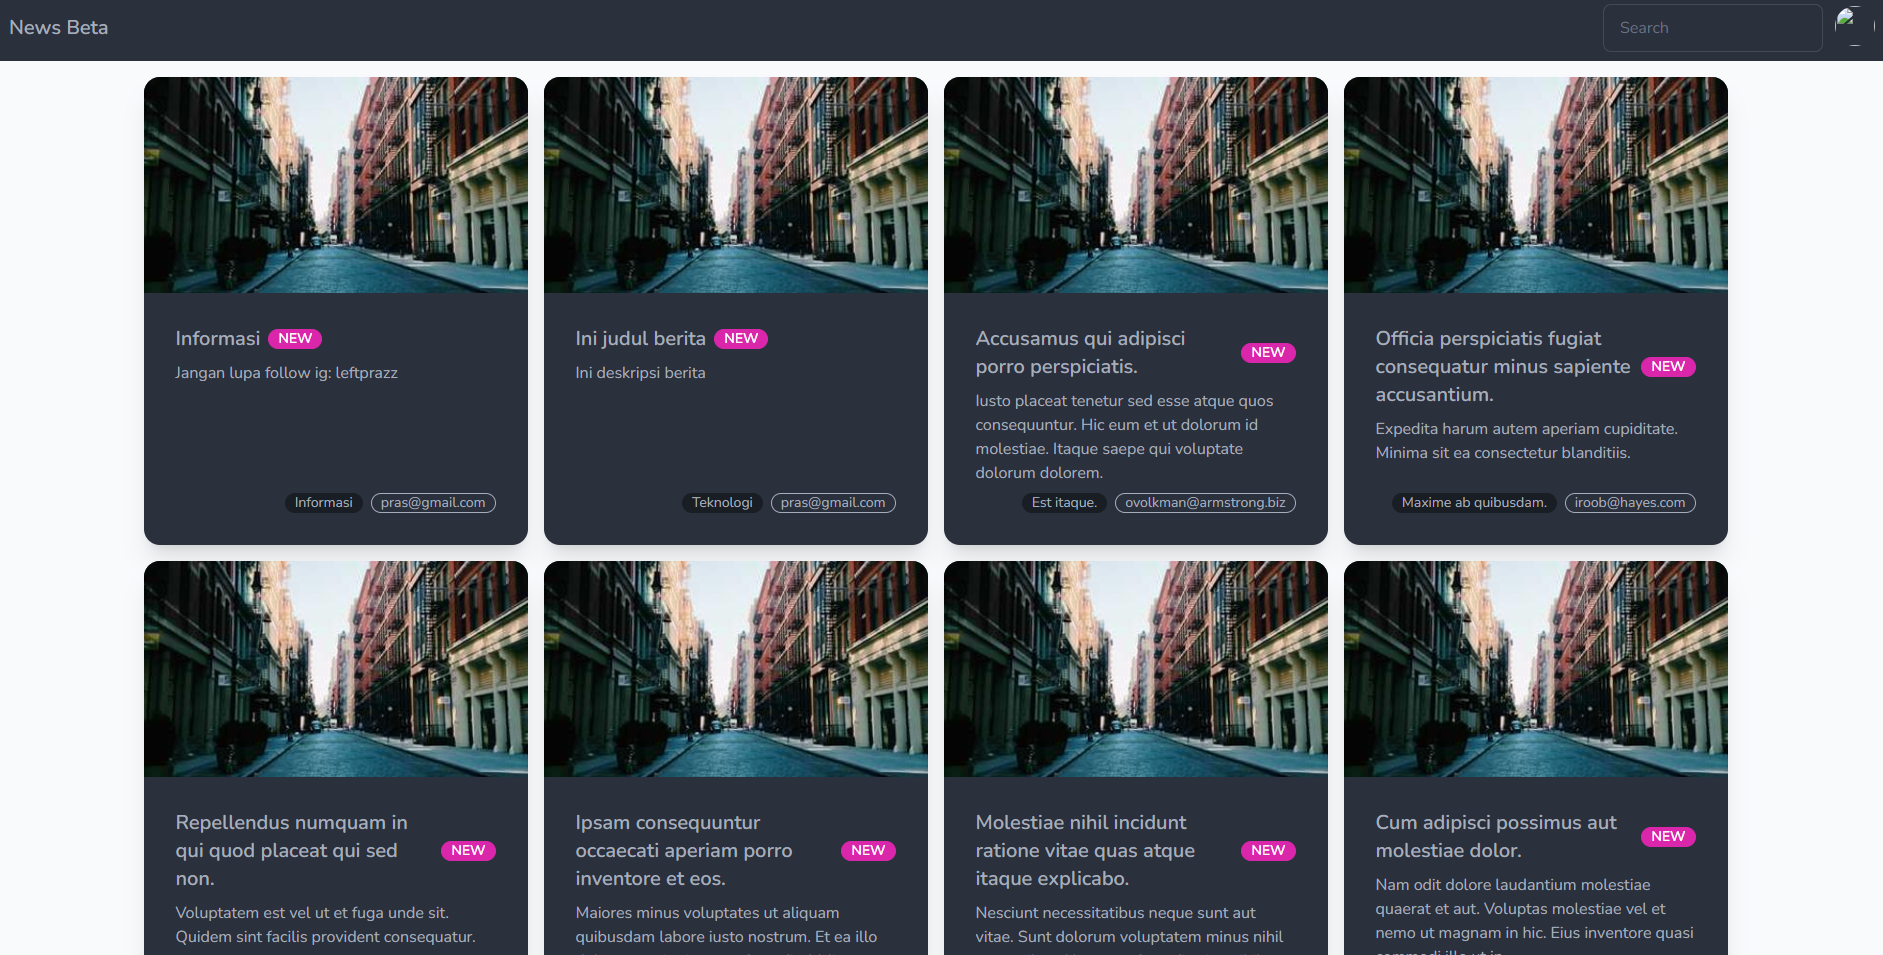 News Beta
Search
Informasi NEW
Jangan lupa follow ig: leftprazz
Informasi pras@gmail.com
Ini judul berita NEW
Ini deskripsi berita
Teknologi pras@gmail.com
Accusamus qui adipisci
porro perspiciatis.
NEW
Iusto placeat tenetur sed esse atque quos
consequuntur. Hic eum et ut dolorum id
molestiae. Itaque saepe qui voluptate
dolorum dolorem.
Est itaque. ovolkman@armstrong.biz
Officia perspiciatis fugiat
consequatur minus sapiente NEW
accusantium.
Expedita harum autem aperiam cupiditate.
Minima sit ea consectetur blanditiis.
Maxime ab quibusdam. iroob@hayes.com
Repellendus numquam in
qui quod placeat qui sed NEW
non.
Voluptatem est vel ut et fuga unde sit.
Quidem sint facilis provident consequatur.
Ipsam consequuntur
occaecati aperiam porro NEW
inventore et eos.
Maiores minus voluptates ut aliquam
quibusdam labore iusto nostrum. Et ea illo
Molestiae nihil incidunt
ratione vitae quas atque NEW
itaque explicabo.
Nesciunt necessitatibus neque sunt aut
vitae. Sunt dolorum voluptatem minus nihil
Cum adipisci possimus aut
molestiae dolor.
NEW
Nam odit dolore laudantium molestiae
quaerat et aut. Voluptas molestiae vel et
nemo ut magnam in hic. Eius inventore quasi